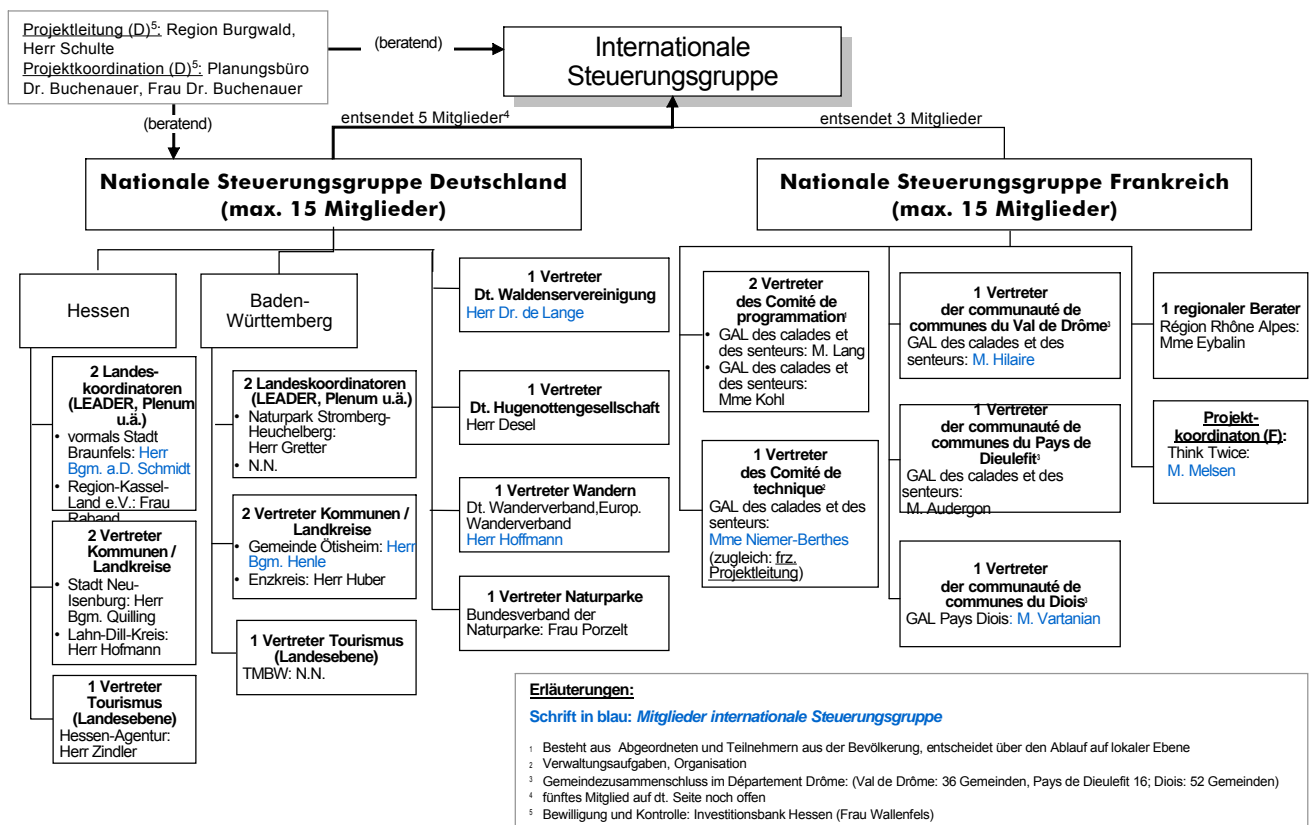 Projektleitung (D)⁵: Region Burgwald,
Herr Schulte
Projektkoordination (D)⁵: Planungsbüro
Dr. Buchenauer, Frau Dr. Buchenauer
(beratend)
Internationale
Steuerungsgruppe
(beratend)
entsendet 5 Mitglieder⁴
entsendet 3 Mitglieder
Nationale Steuerungsgruppe Deutschland
(max. 15 Mitglieder)
Nationale Steuerungsgruppe Frankreich
(max. 15 Mitglieder)
Hessen
2 Landes-
koordinatoren
(LEADER, Plenum
u.ä.)
• vormals Stadt
Braunfels: Herr
Bgm. a.D. Schmidt
• Region-Kassel-
Land e.V.: Frau
Raband
2 Vertreter
Kommunen /
Landkreise
• Stadt Neu-
Isenburg: Herr
Bgm. Quilling
• Lahn-Dill-Kreis:
Herr Hofmann
1 Vertreter
Tourismus
(Landesebene)
Hessen-Agentur:
Herr Zindler
Baden-
Württemberg
2 Landeskoordinatoren
(LEADER, Plenum u.ä.)
• Naturpark Stromberg-
Heuchelberg:
Herr Gretter
• N.N.
2 Vertreter Kommunen /
Landkreise
• Gemeinde Ötisheim: Herr
Bgm. Henle
• Enzkreis: Herr Huber
1 Vertreter Tourismus
(Landesebene)
TMBW: N.N.
1 Vertreter
Dt. Waldenservereinigung
Herr Dr. de Lange
1 Vertreter
Dt. Hugenottengesellschaft
Herr Desel
1 Vertreter Wandern
Dt. Wanderverband,Europ.
Wanderverband
Herr Hoffmann
1 Vertreter Naturparke
Bundesverband der
Naturparke: Frau Porzelt
2 Vertreter
des Comité de
programmation¹
• GAL des calades et
des senteurs: M. Lang
• GAL des calades et
des senteurs:
Mme Kohl
1 Vertreter
des Comité de
technique²
GAL des calades et des
senteurs:
Mme Niemer-Berthes
(zugleich: frz.
Projektleitung)
1 Vertreter
der communauté de
communes du Val de Drôme³
GAL des calades et des
senteurs: M. Hilaire
1 Vertreter
der communauté de
communes du Pays de
Dieulefit³
GAL des calades et des
senteurs:
M. Audergon
1 Vertreter
der communauté de
communes du Diois³
GAL Pays Diois: M. Vartanian
1 regionaler Berater
Région Rhône Alpes:
Mme Eybalin
Projekt-
koordinaton (F):
Think Twice:
M. Melsen
Erläuterungen:
Schrift in blau: Mitglieder internationale Steuerungsgruppe
1 Besteht aus Abgeordneten und Teilnehmern aus der Bevölkerung, entscheidet über den Ablauf auf lokaler Ebene
2 Verwaltungsaufgaben, Organisation
3 Gemeindezusammenschluss im Département Drôme: (Val de Drôme: 36 Gemeinden, Pays de Dieulefit 16; Diois: 52 Gemeinden)
4 fünftes Mitglied auf dt. Seite noch offen
5 Bewilligung und Kontrolle: Investitionsbank Hessen (Frau Wallenfels)